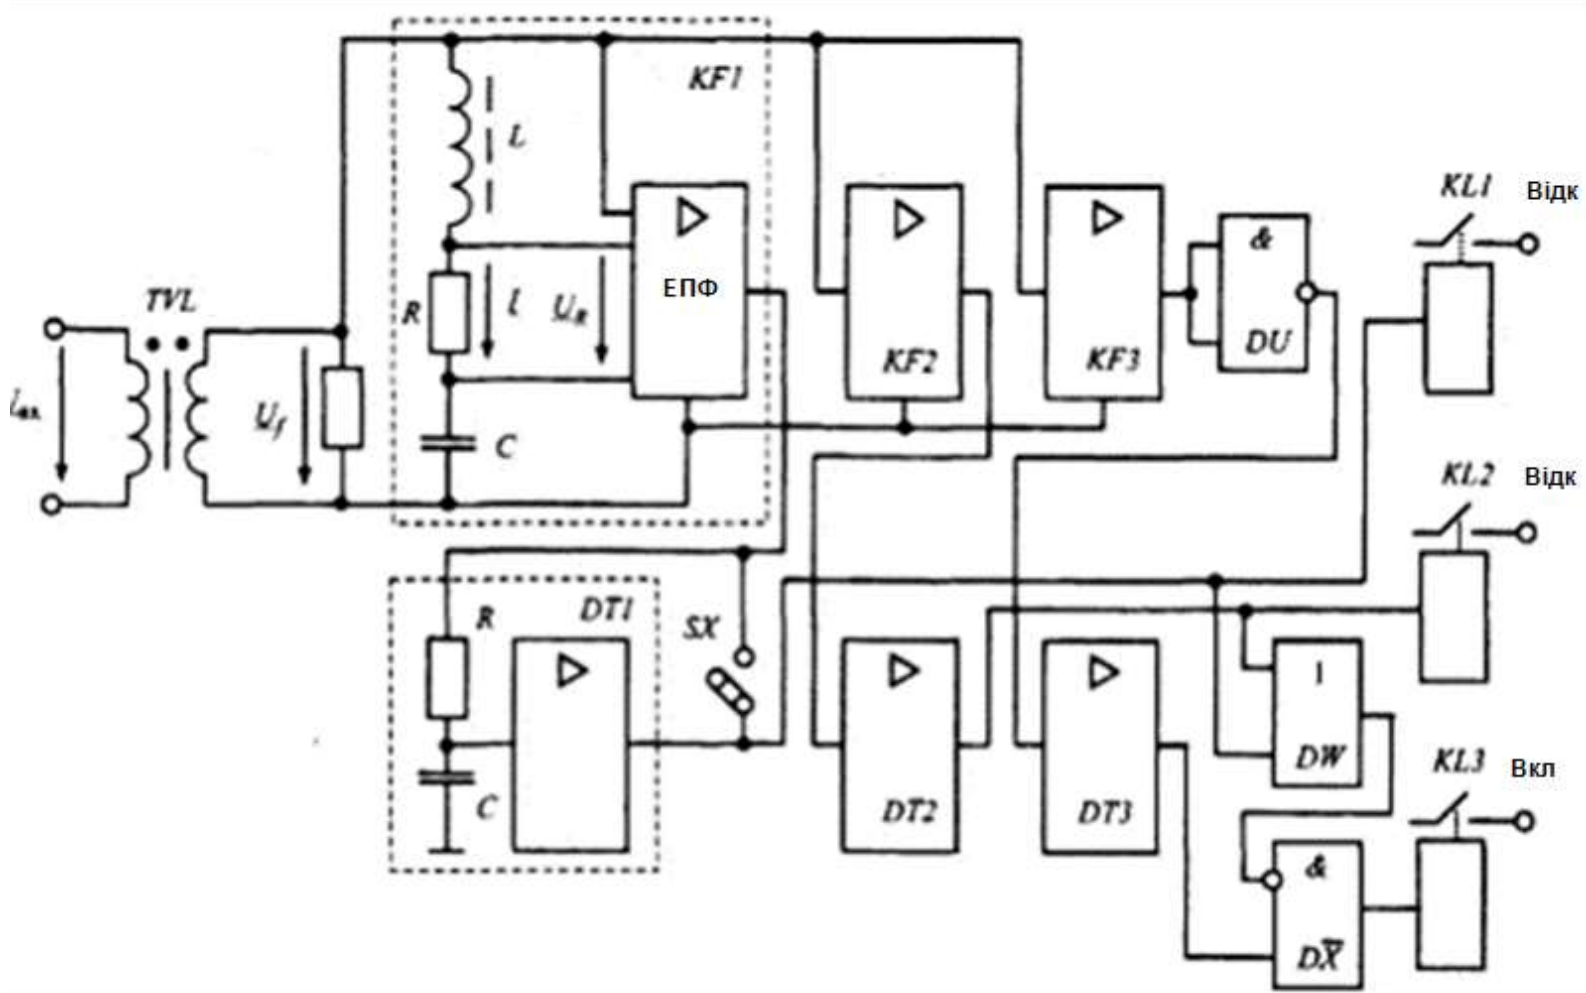 KF1
L
KL1 Відк
&
TVL
ЕПФ
R
I
U_R
DU
KF2
KF3
U_f
C
KL2 Відк
DT1
R
SX
1
DW
KL3 Вкл
C
DT2
DT3
&
DX̅